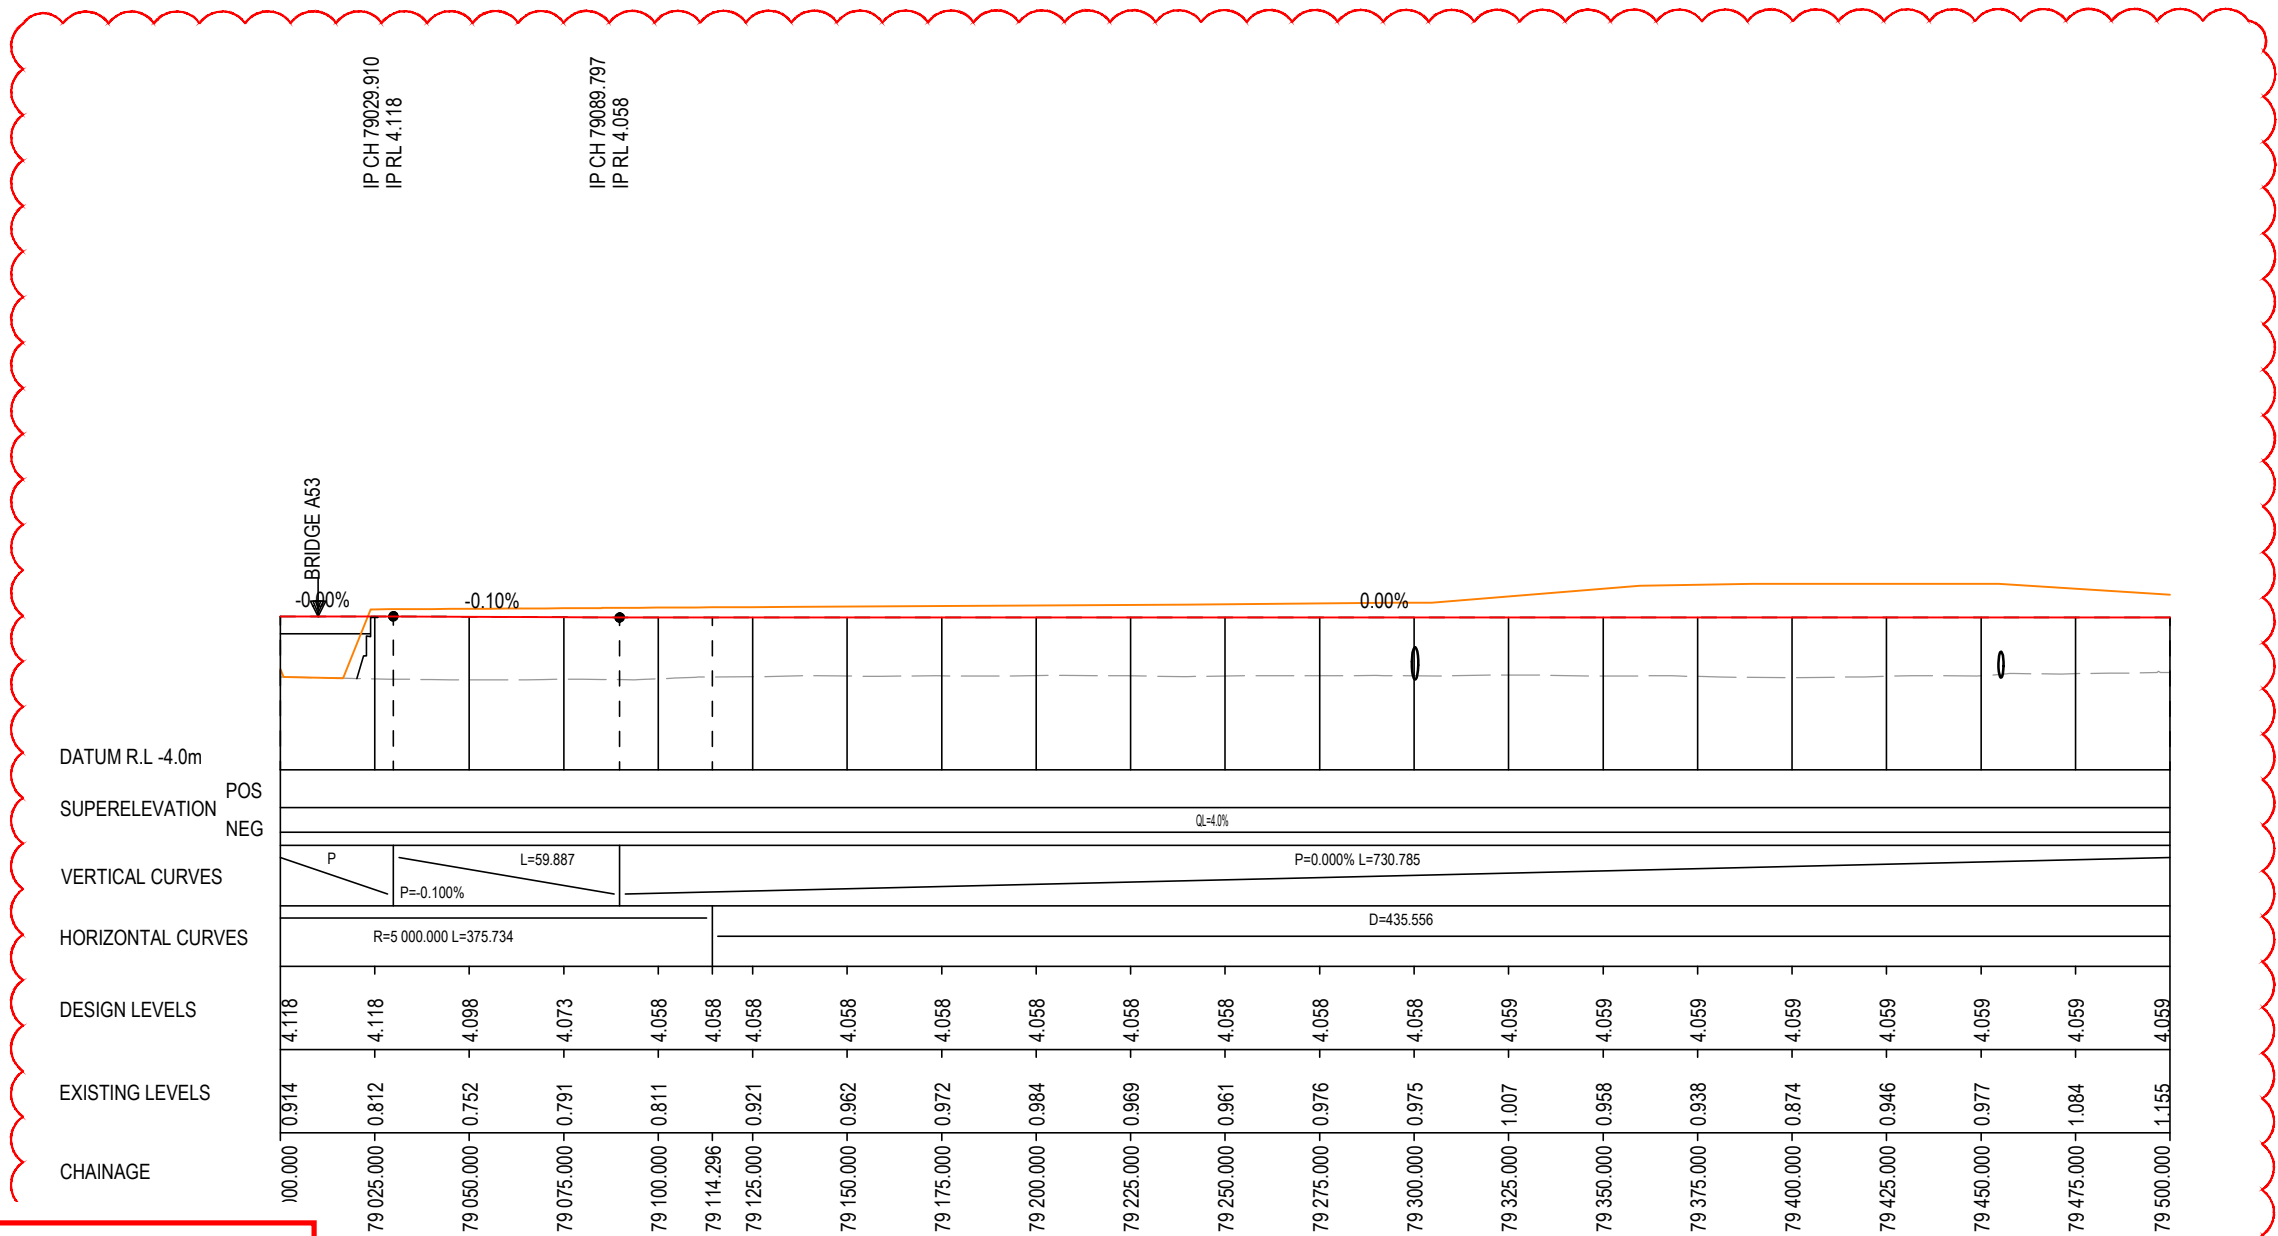 IP CH 79029.910
IP RL 4.118
IP CH 79089.797
IP RL 4.058
BRIDGE A53
-0.00%
-0.10%
0.00%
DATUM R.L -4.0m
SUPERELEVATION
POS
NEG
QL=4.0%
VERTICAL CURVES
P
L=59.887
P=-0.100%
P=0.000% L=730.785
HORIZONTAL CURVES
R=5 000.000 L=375.734
D=435.556
DESIGN LEVELS
4.118 4.118 4.098 4.073 4.058 4.058 4.058 4.058 4.058 4.058 4.058 4.058 4.058 4.058 4.059 4.059 4.059 4.059 4.059 4.059 4.059 4.059
EXISTING LEVELS
0.914 0.812 0.752 0.791 0.811 0.921 0.962 0.972 0.984 0.969 0.961 0.976 0.975 1.007 0.958 0.938 0.874 0.946 0.977 1.084 1.155
CHAINAGE
00.000 79 025.000 79 050.000 79 075.000 79 100.000 79 114.296 79 125.000 79 150.000 79 175.000 79 200.000 79 225.000 79 250.000 79 275.000 79 300.000 79 325.000 79 350.000 79 375.000 79 400.000 79 425.000 79 450.000 79 475.000 79 500.000